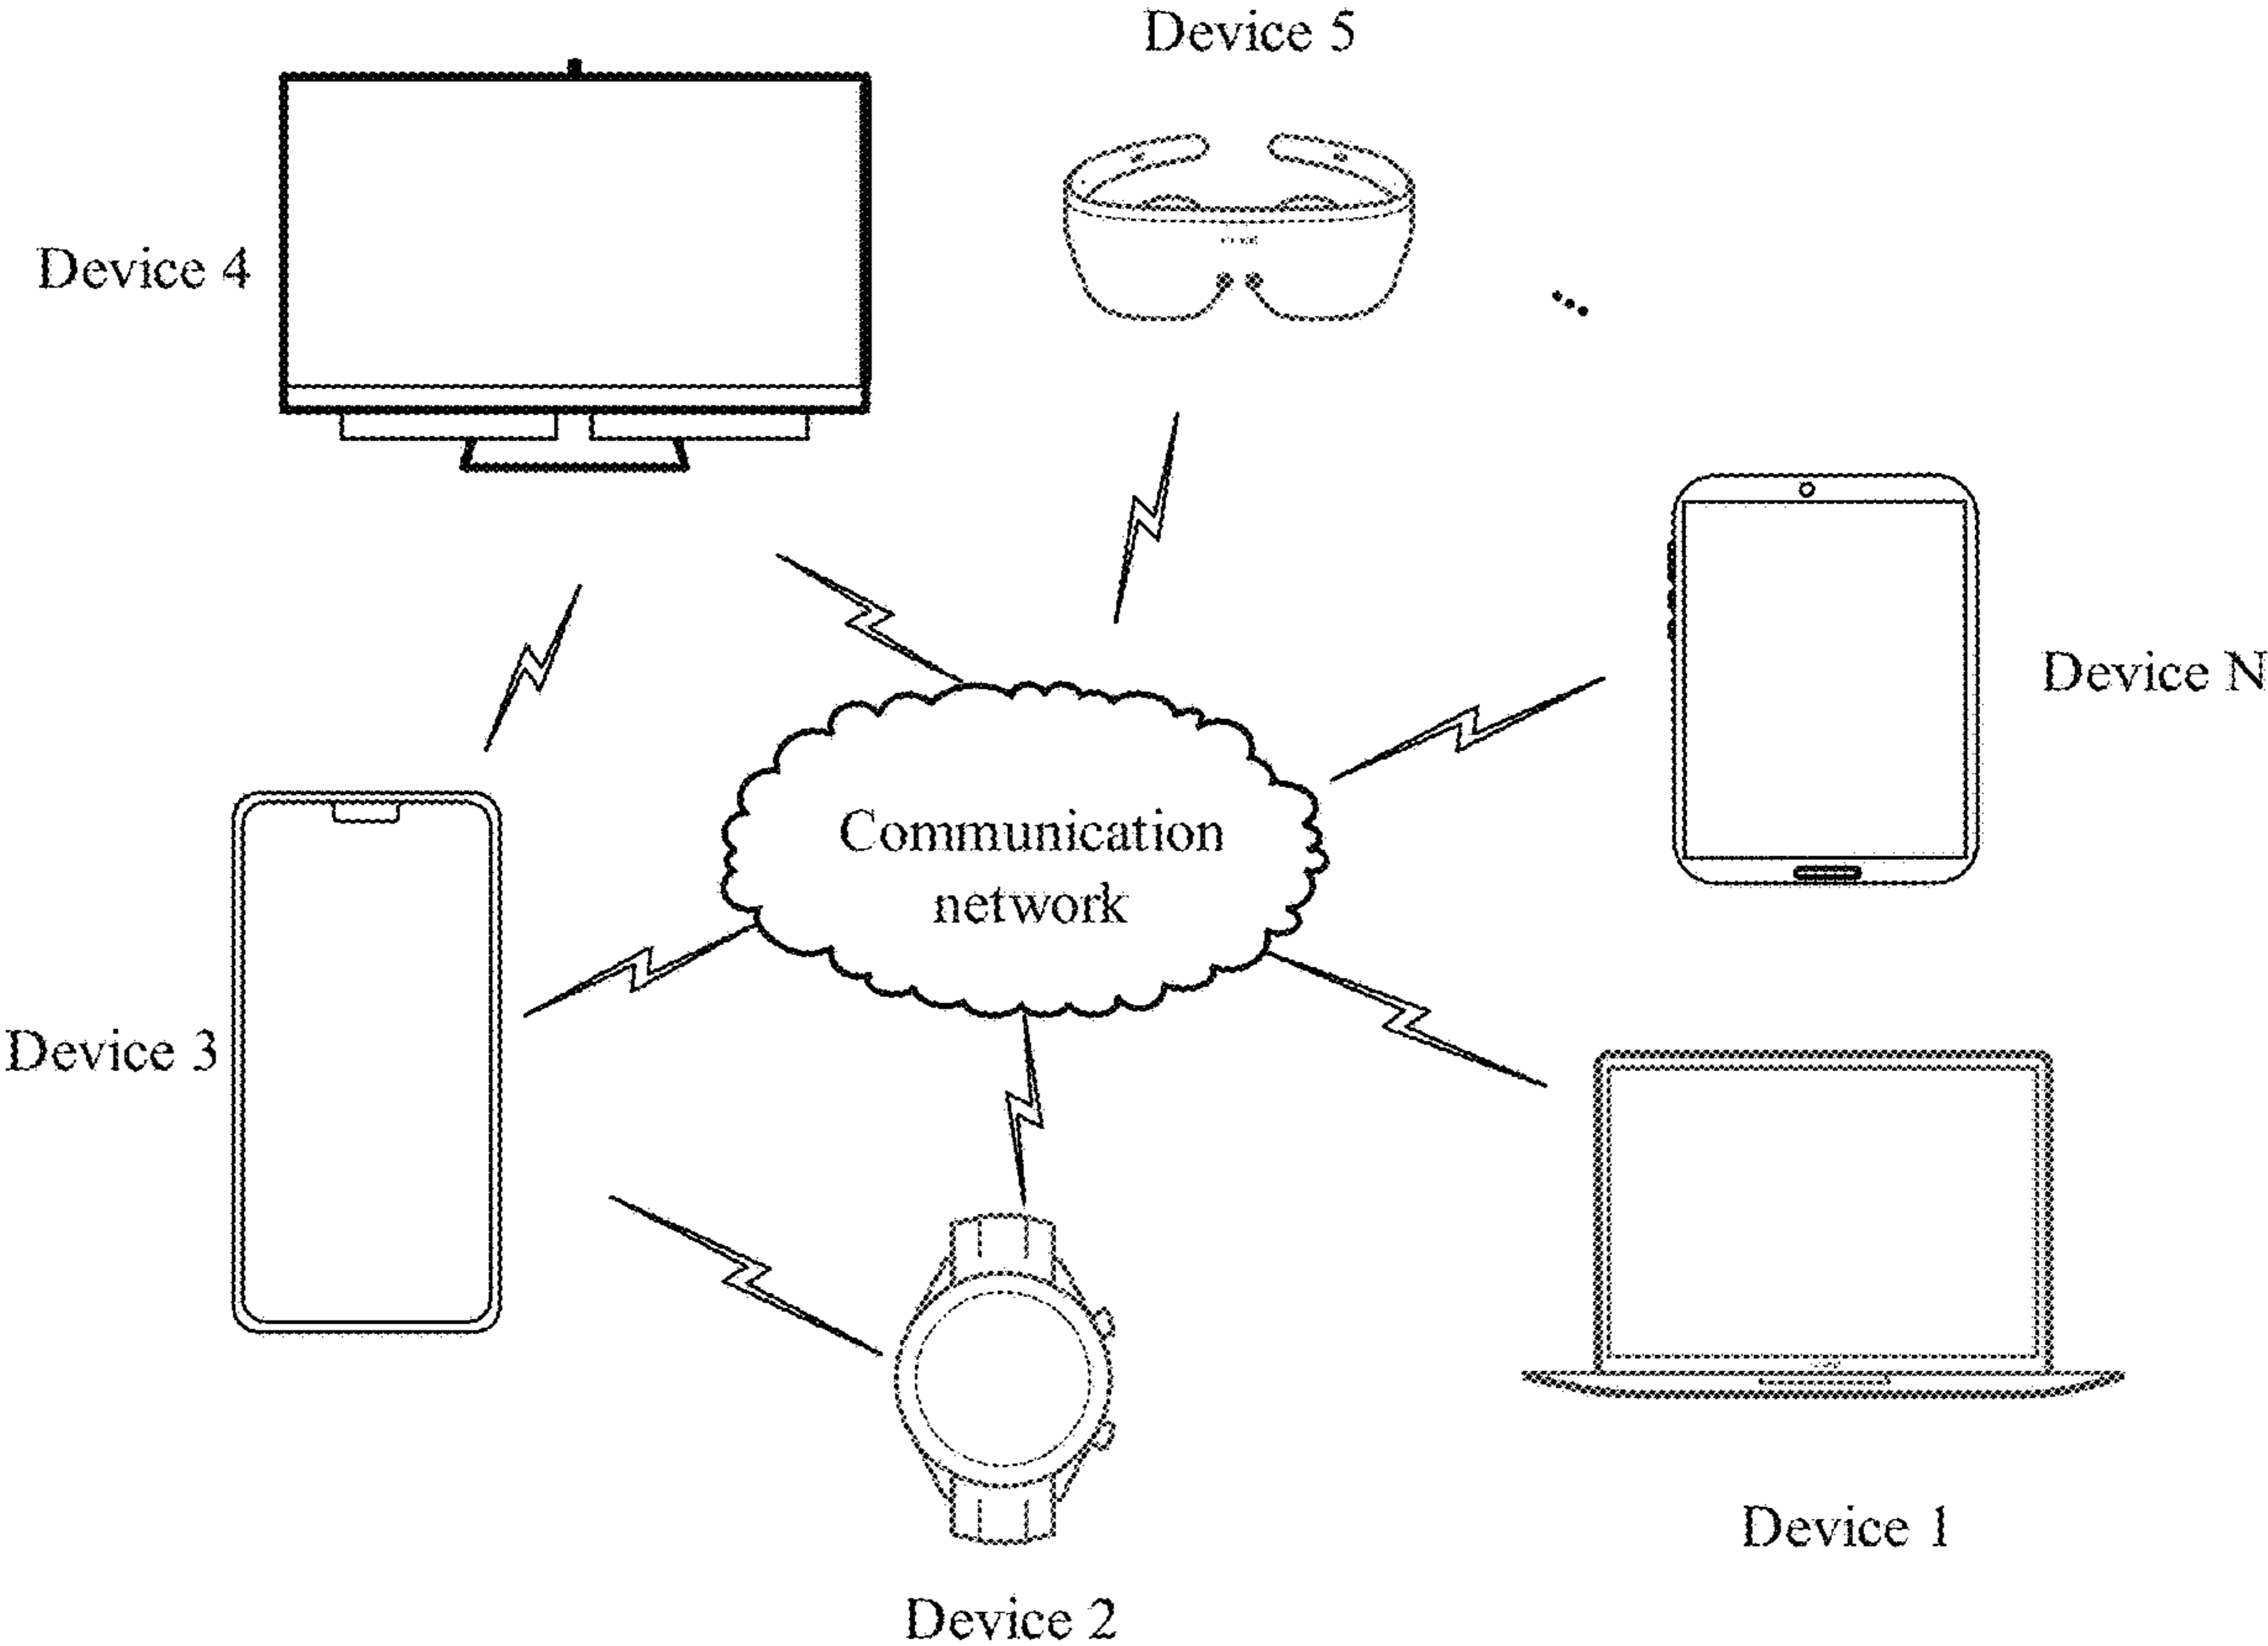 Device 5
Device 4
...
Device N
Communication
network
Device 3
Device 1
Device 2